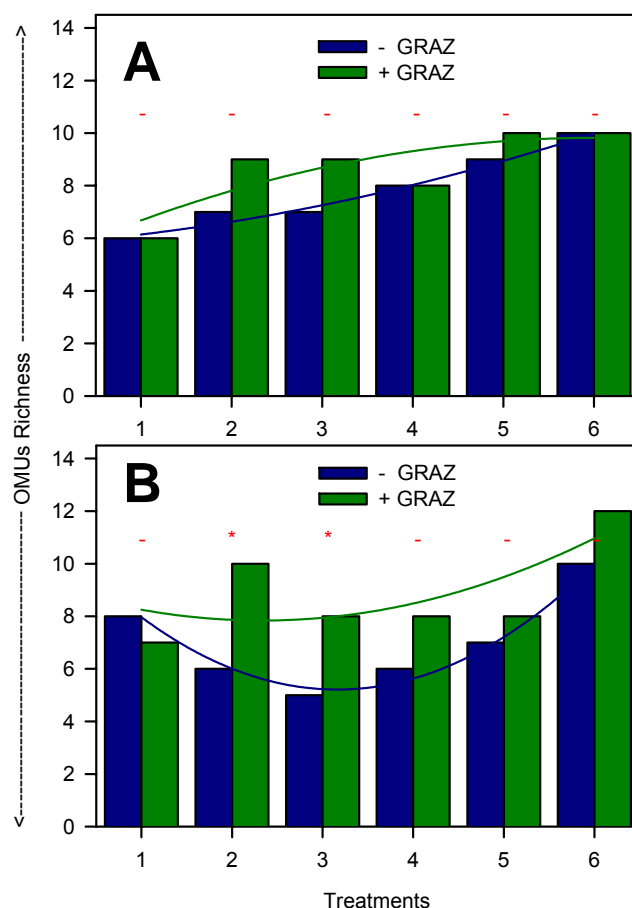 14
12
10
8
6
4
2
0
A
- GRAZ
+ GRAZ
- - - - - -
1 2 3 4 5 6
<---------------------- OMUs Richness ---------------------->
14
12
10
8
6
4
2
0
B
- GRAZ
+ GRAZ
- * * - - -
1 2 3 4 5 6
Treatments